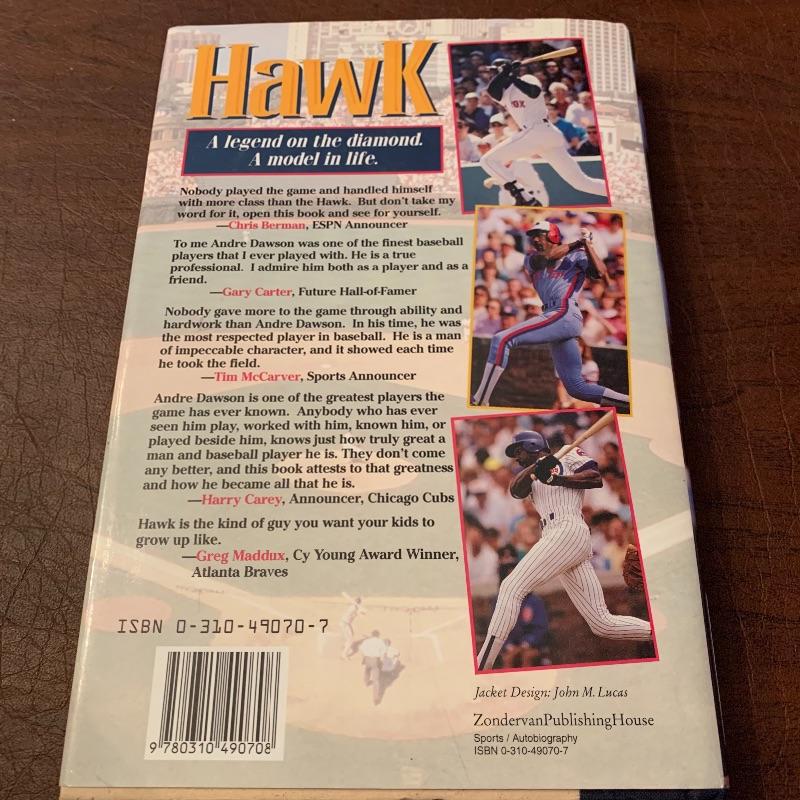 HawK
A legend on the diamond.
A model in life.
Nobody played the game and handled himself
with more class than the Hawk. But don't take my
word for it, open this book and see for yourself.
—Chris Berman, ESPN Announcer
To me Andre Dawson was one of the finest baseball
players that I ever played with. He is a true
professional. I admire him both as a player and as a
friend.
—Gary Carter, Future Hall-of-Famer
Nobody gave more to the game through ability and
hardwork than Andre Dawson. In his time, he was
the most respected player in baseball. He is a man
of impeccable character, and it showed each time
he took the field.
—Tim McCarver, Sports Announcer
Andre Dawson is one of the greatest players the
game has ever known. Anybody who has ever
seen him play, worked with him, known him, or
played beside him, knows just how truly great a
man and baseball player he is. They don't come
any better, and this book attests to that greatness
and how he became all that he is.
—Harry Carey, Announcer, Chicago Cubs
Hawk is the kind of guy you want your kids to
grow up like.
—Greg Maddux, Cy Young Award Winner,
Atlanta Braves
ISBN 0-310-49070-7
9 780310 490708
Jacket Design: John M. Lucas
ZondervanPublishingHouse
Sports / Autobiography
ISBN 0-310-49070-7